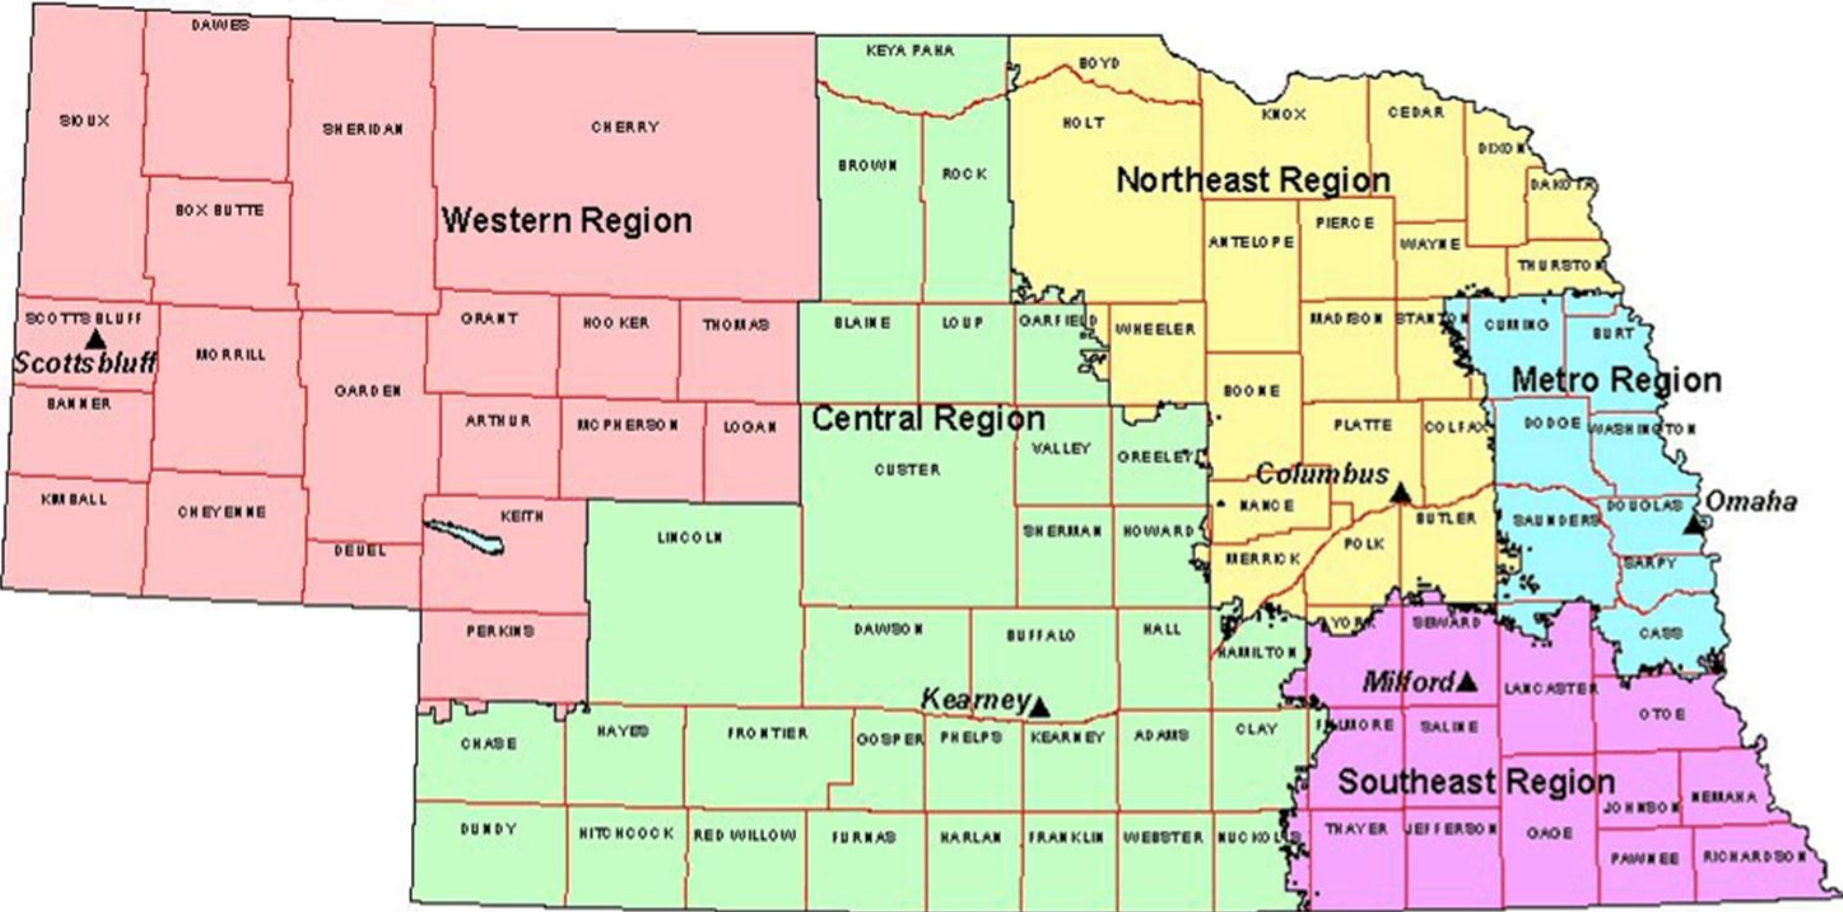 DAWES
KEYA PAHA
BOYD
SIOUX
SHERIDAN
CHERRY
HOLT
KNOX
CEDAR
DIXON
BROWN
ROCK
Northeast Region
DAKOTA
BOX BUTTE
Western Region
ANTELOPE
PIERCE
WAYNE
THURSTON
SCOTTS BLUFF
GRANT
HOOKER
THOMAS
BLAINE
LOUP
GARFIELD
WHEELER
MADISON
STANTON
CUMING
BURT
Scottsbluff
MORRILL
GARDEN
BOONE
Metro Region
BANNER
ARTHUR
MCPHERSON
LOGAN
Central Region
PLATTE
COLFAX
DODGE
WASHINGTON
VALLEY
GREELEY
CUSTER
Columbus
KIMBALL
CHEYENNE
KEITH
NANCE
BUTLER
SAUNDERS
DOUGLAS
Omaha
DEUEL
LINCOLN
SHERMAN
HOWARD
MERRICK
POLK
SARPY
PERKINS
DAWSON
BUFFALO
HALL
HAMILTON
YORK
SEWARD
CASS
Kearney
Milford
LANCASTER
OTOE
CHASE
HAYES
FRONTIER
GOSPER
PHELPS
KEARNEY
ADAMS
CLAY
FILLMORE
SALINE
Southeast Region
JOHNSON
NEMAHA
DUNDY
HITCHCOCK
RED WILLOW
FURNAS
HARLAN
FRANKLIN
WEBSTER
NUCKOLLS
THAYER
JEFFERSON
GAGE
PAWNEE
RICHARDSON